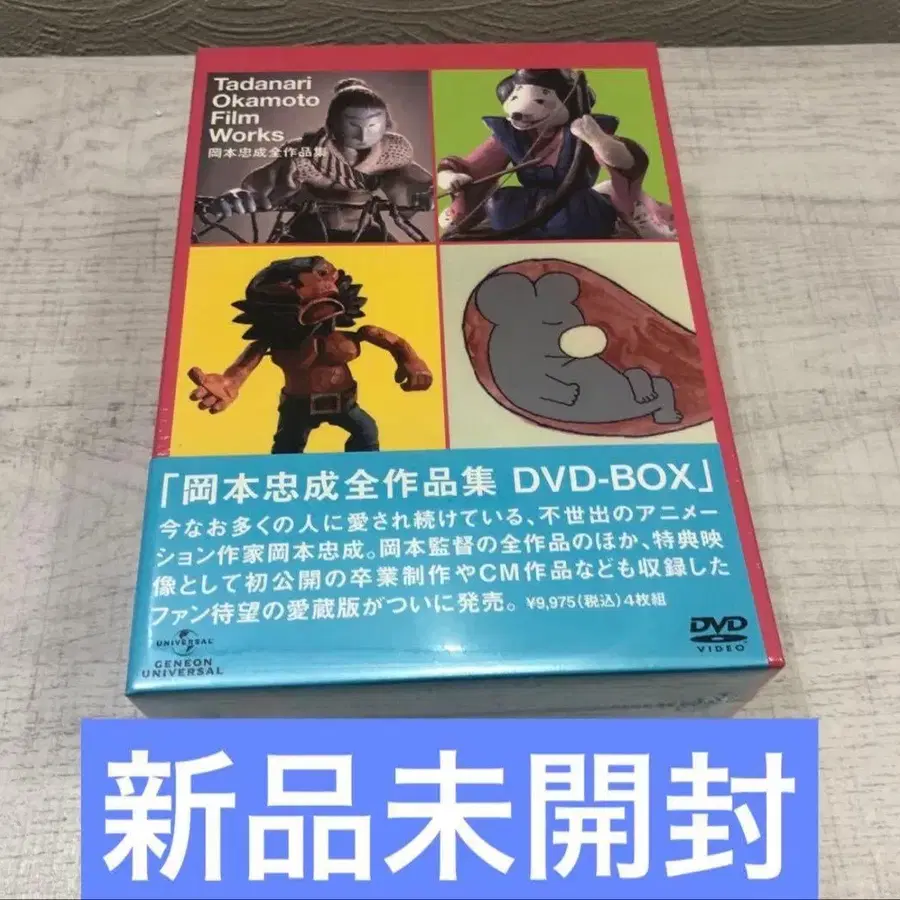 Tadanari
Okamoto
Film
Works
岡本忠成全作品集
「岡本忠成全作品集 DVD-BOX」
今なお多くの人に愛され続けている、不世出のアニメー
ション作家岡本忠成。岡本監督の全作品のほか、特典映
像として初公開の卒業制作やCM作品なども収録した
ファン待望の愛蔵版がついに発売。 ¥9,975(税込)4枚組
UNIVERSAL
GENEON
UNIVERSAL
DVD
VIDEO
新品未開封